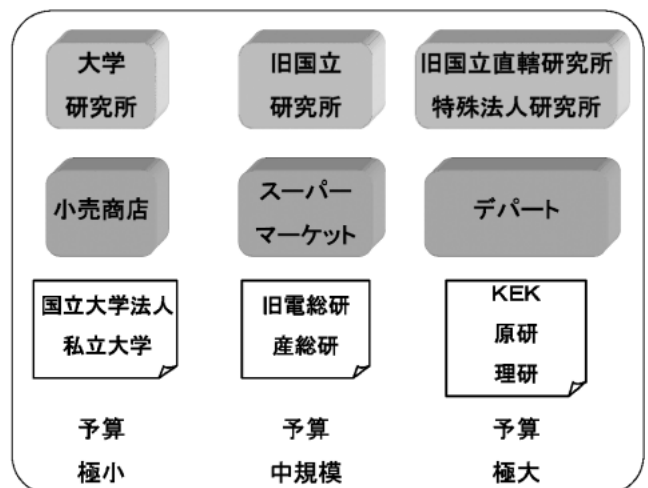 大学
研究所
旧国立
研究所
旧国立直轄研究所
特殊法人研究所
小売商店
スーパー
マーケット
デパート
国立大学法人
私立大学
旧電総研
産総研
KEK
原研
理研
予算
極小
予算
中規模
予算
極大